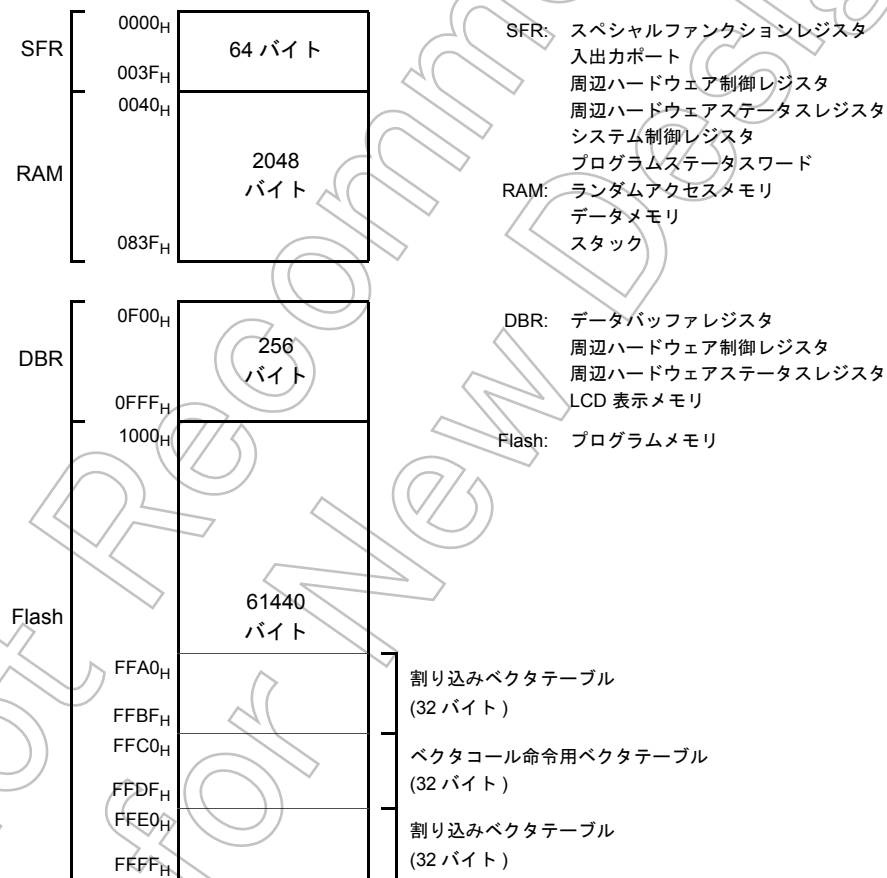 SFR
0000H
003FH
64 バイト
RAM
0040H
083FH
2048
バイト
DBR
0F00H
0FFFH
256
バイト
Flash
1000H
61440
バイト
FFA0H
FFBFH
割り込みベクタテーブル
(32 バイト )
FFC0H
FFDFH
ベクタコール命令用ベクタテーブル
(32 バイト )
FFE0H
FFFFH
割り込みベクタテーブル
(32 バイト )
SFR: スペシャルファンクションレジスタ
入出力ポート
周辺ハードウェア制御レジスタ
周辺ハードウェアステータスレジスタ
システム制御レジスタ
プログラムステータスワード
RAM: ランダムアクセスメモリ
データメモリ
スタック
DBR: データバッファレジスタ
周辺ハードウェア制御レジスタ
周辺ハードウェアステータスレジスタ
LCD 表示メモリ
Flash: プログラムメモリ
Not Recomme
for New Desig